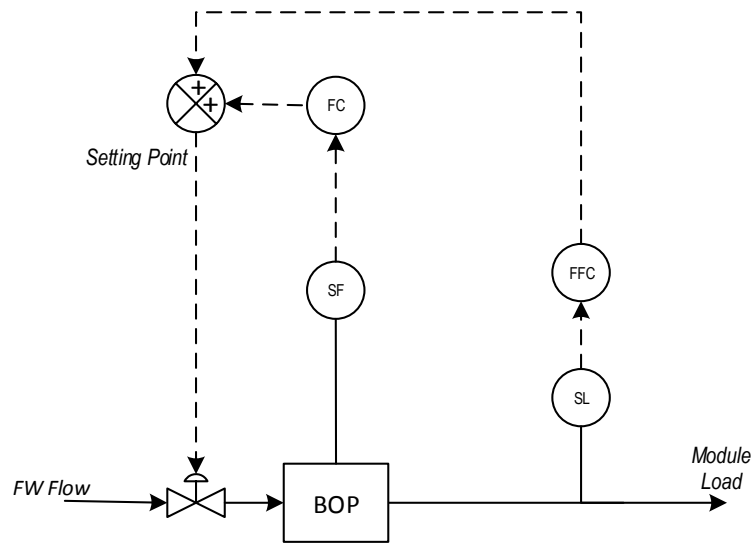 +
+
FC
Setting Point
SF
FFC
SL
Module
Load
FW Flow
BOP